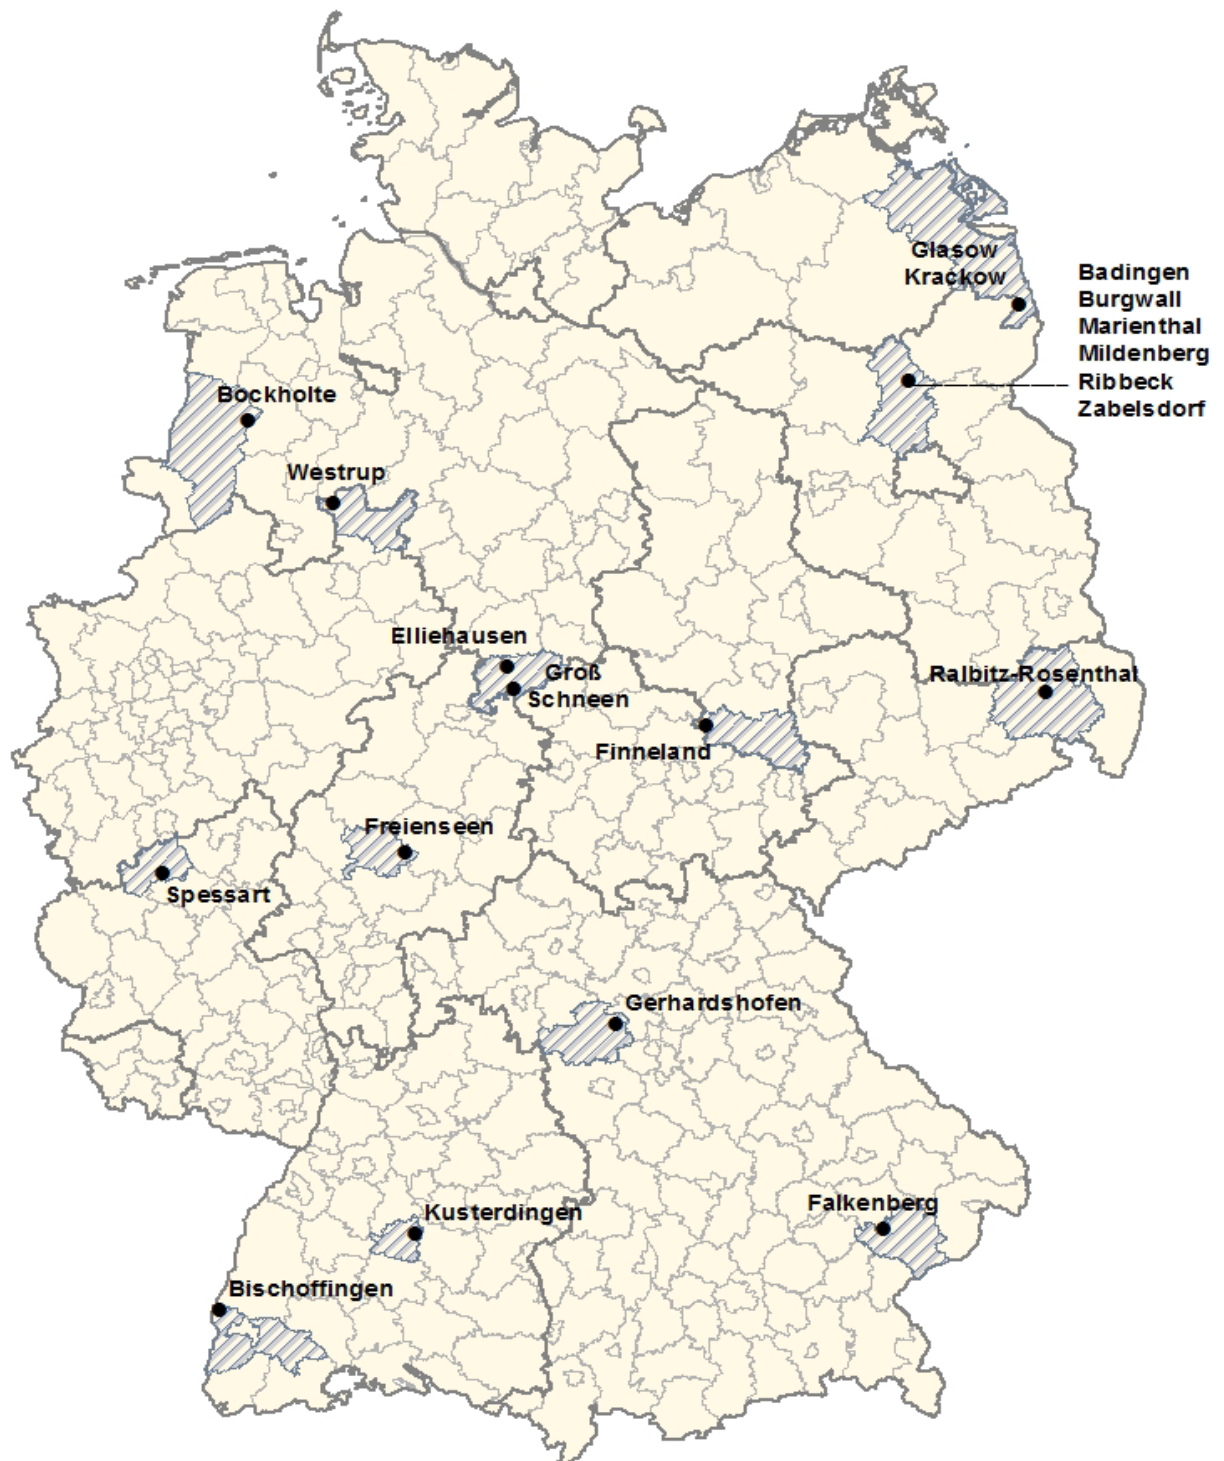 Glasow
Krackow
Badingen
Burgwall
Marienthal
Mildenberg
Ribbeck
Zabelsdorf
Bockholte
Westrup
Elliehausen
Groß
Schneen
Ralbitz-Rosenthal
Finneland
Freienseen
Spessart
Gerhardshofen
Kusterdingen
Falkenberg
Bischoffingen